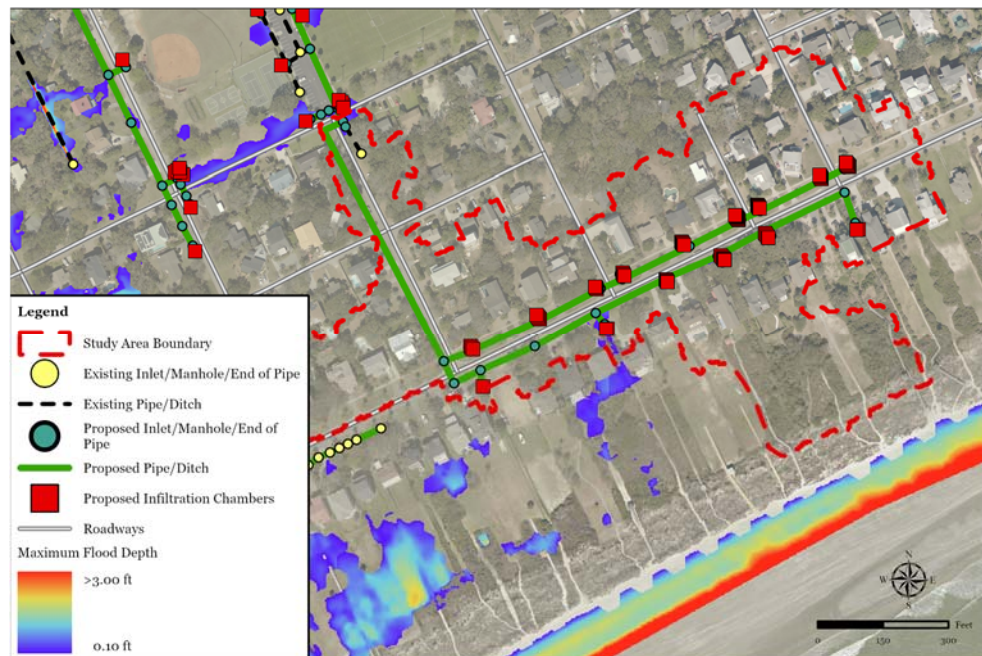 Legend
Study Area Boundary
Existing Inlet/Manhole/End of Pipe
Existing Pipe/Ditch
Proposed Inlet/Manhole/End of
Pipe
Proposed Pipe/Ditch
Proposed Infiltration Chambers
Roadways
Maximum Flood Depth
>3.00 ft
0.10 ft
N
W E
S
Feet
0 150 300